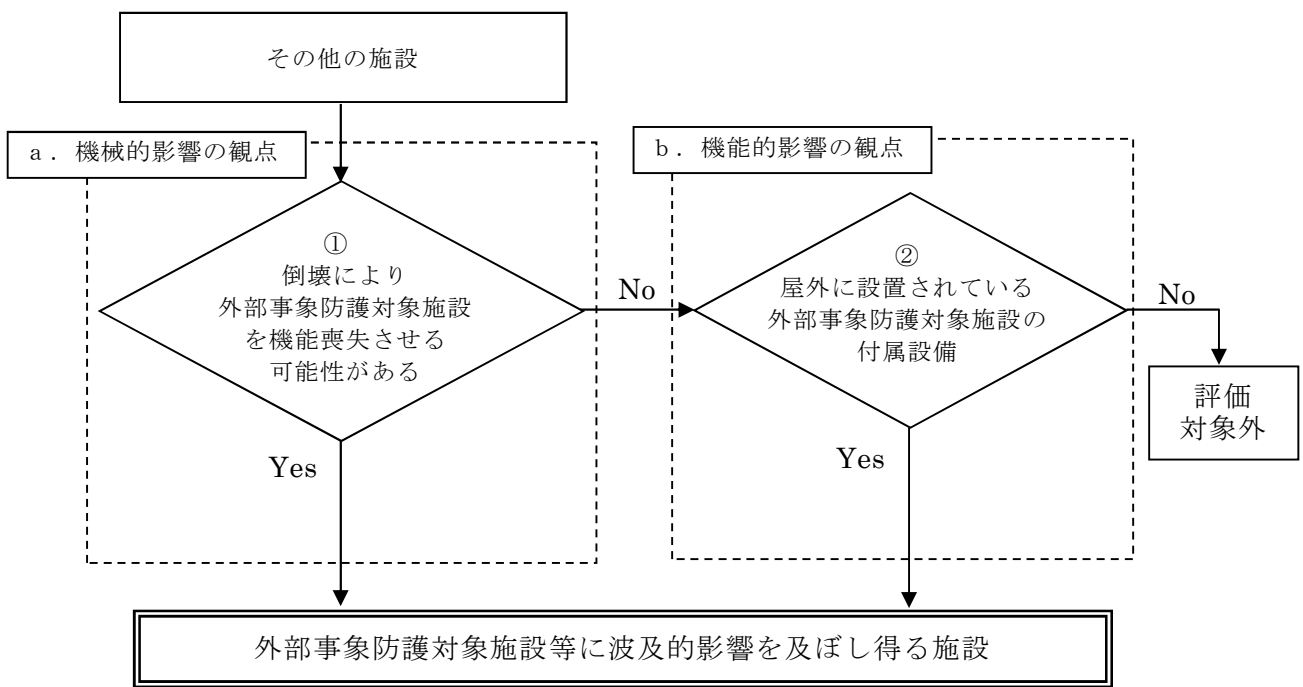 その他の施設
a．機械的影響の観点
①
倒壊により
外部事象防護対象施設
を機能喪失させる
可能性がある
No
Yes
b．機能的影響の観点
②
屋外に設置されている
外部事象防護対象施設の
付属設備
No
Yes
評価
対象外
外部事象防護対象施設等に波及的影響を及ぼし得る施設